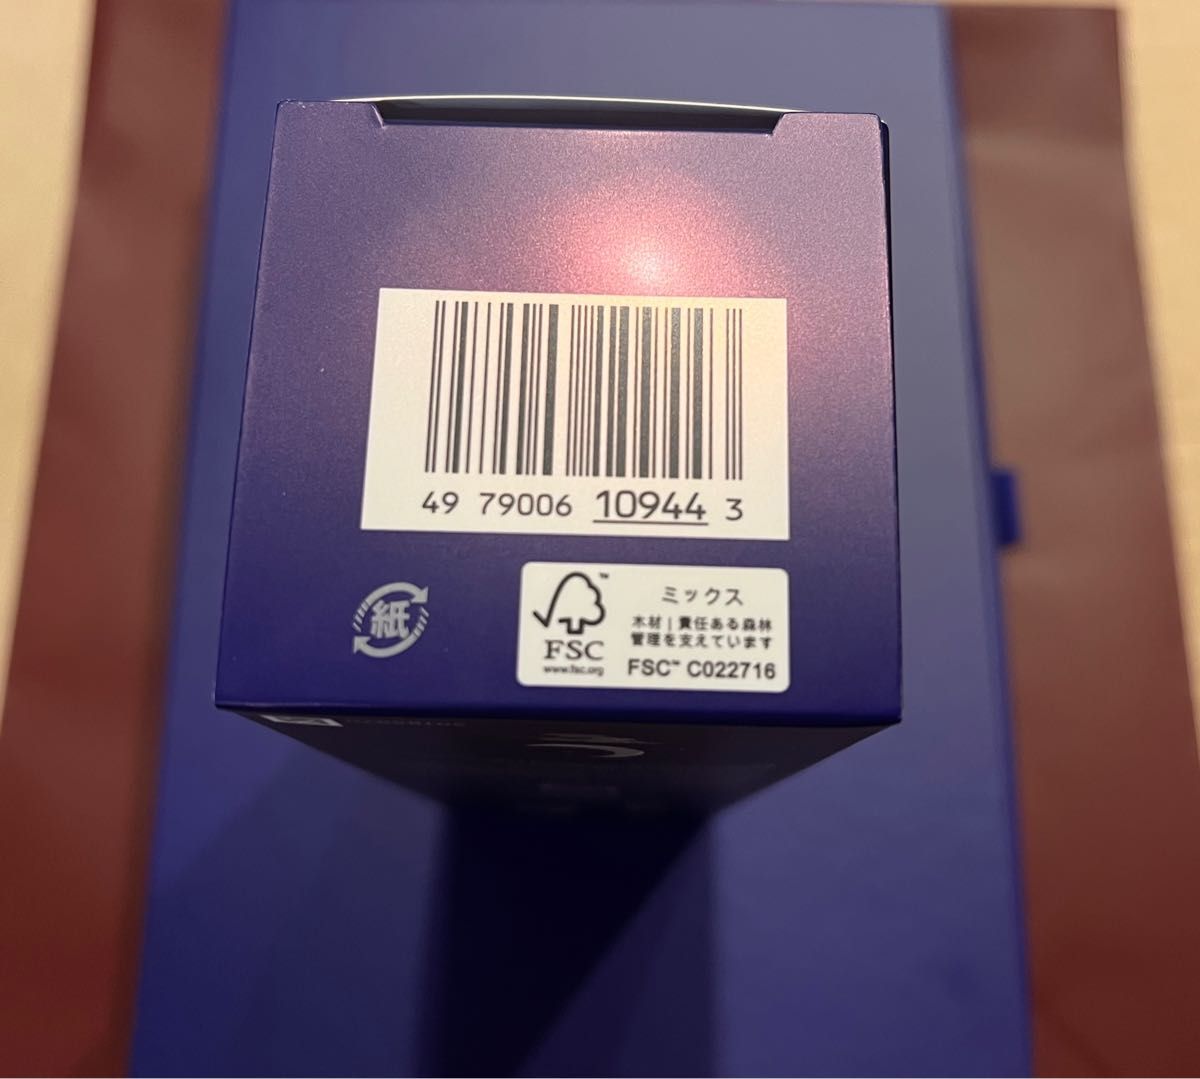 49 79006 10944 3
紙
FSC™
www.fsc.org
ミックス
木材 | 責任ある森林
管理を支えています
FSC™ C022716